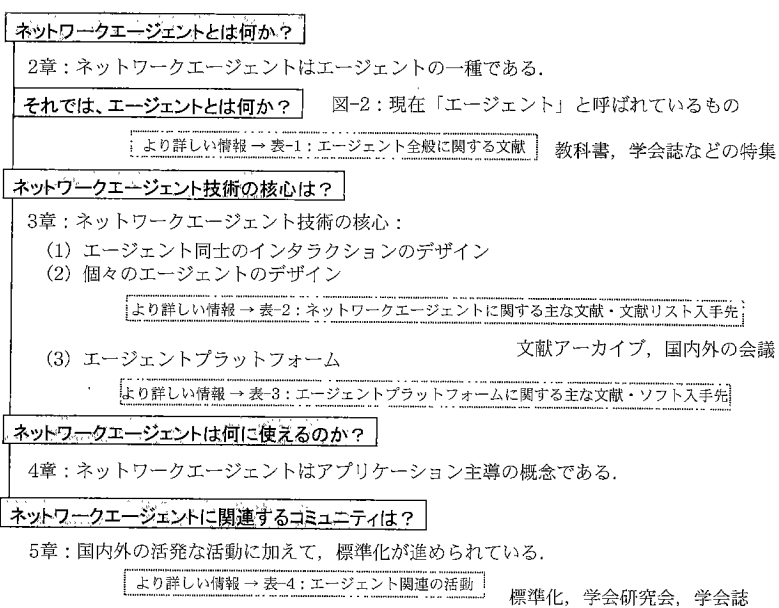 ネットワークエージェントとは何か？
2章：ネットワークエージェントはエージェントの一種である．
それでは、エージェントとは何か？ 図-2：現在「エージェント」と呼ばれているもの
より詳しい情報 → 表-1：エージェント全般に関する文献 教科書，学会誌などの特集
ネットワークエージェント技術の核心は？
3章：ネットワークエージェント技術の核心：
(1) エージェント同士のインタラクションのデザイン
(2) 個々のエージェントのデザイン
より詳しい情報 → 表-2：ネットワークエージェントに関する主な文献・文献リスト入手先
文献アーカイブ，国内外の会議
(3) エージェントプラットフォーム
より詳しい情報 → 表-3：エージェントプラットフォームに関する主な文献・ソフト入手先
ネットワークエージェントは何に使えるのか？
4章：ネットワークエージェントはアプリケーション主導の概念である．
ネットワークエージェントに関連するコミュニティは？
5章：国内外の活発な活動に加えて，標準化が進められている．
より詳しい情報 → 表-4：エージェント関連の活動
標準化，学会研究会，学会誌